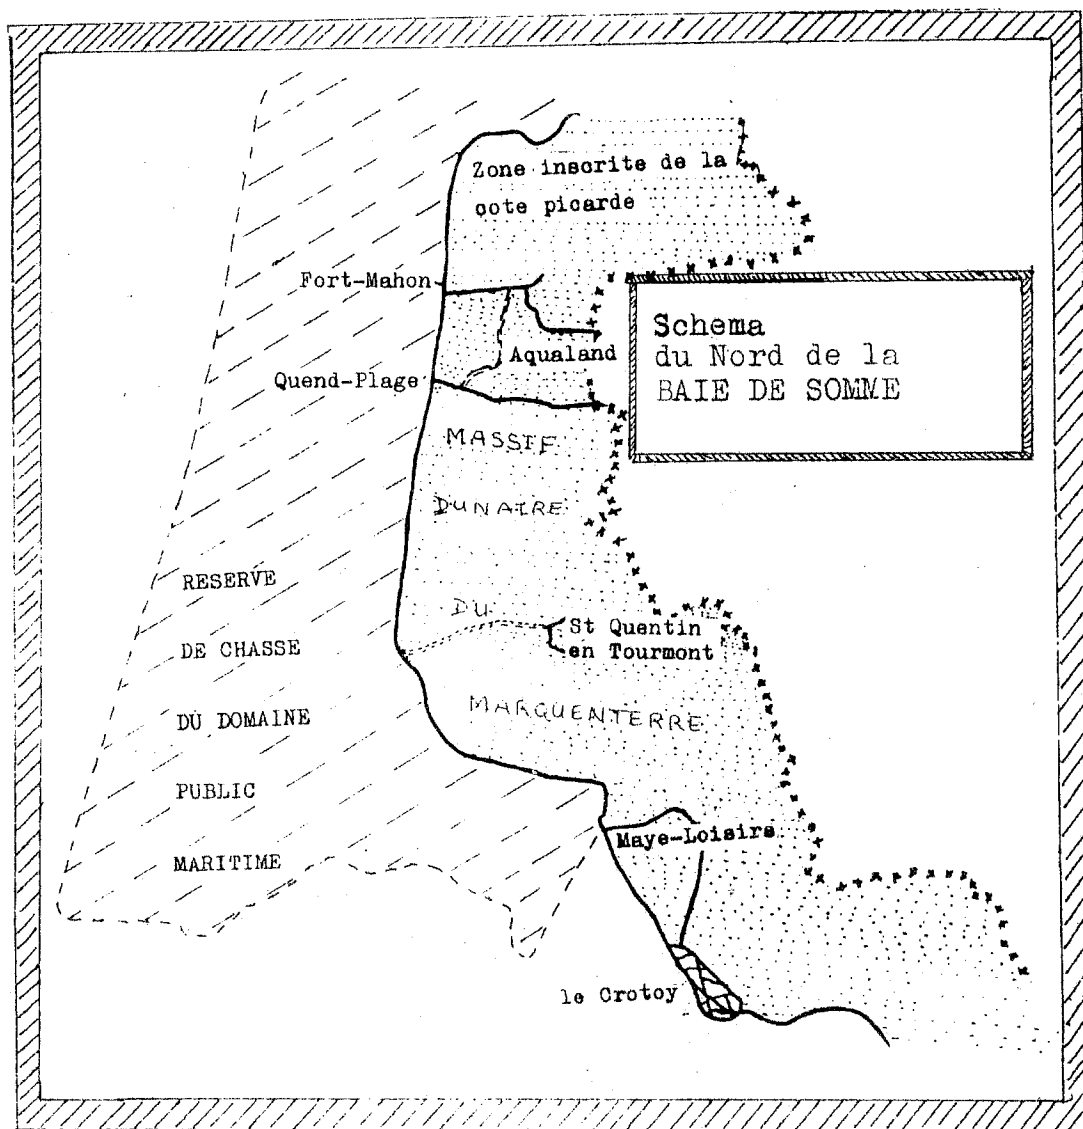 Zone inscrite de la
cote picarde
Fort-Mahon
Schema
du Nord de la
BAIE DE SOMME
Aqualand
Quend-Plage
MASSIF
DUNAIRE
RESERVE
DU
St Quentin
en Tourmont
DE CHASSE
MARQUENTERRE
DU DOMAINE
PUBLIC
Maye-Loisirs
MARITIME
le Crotoy